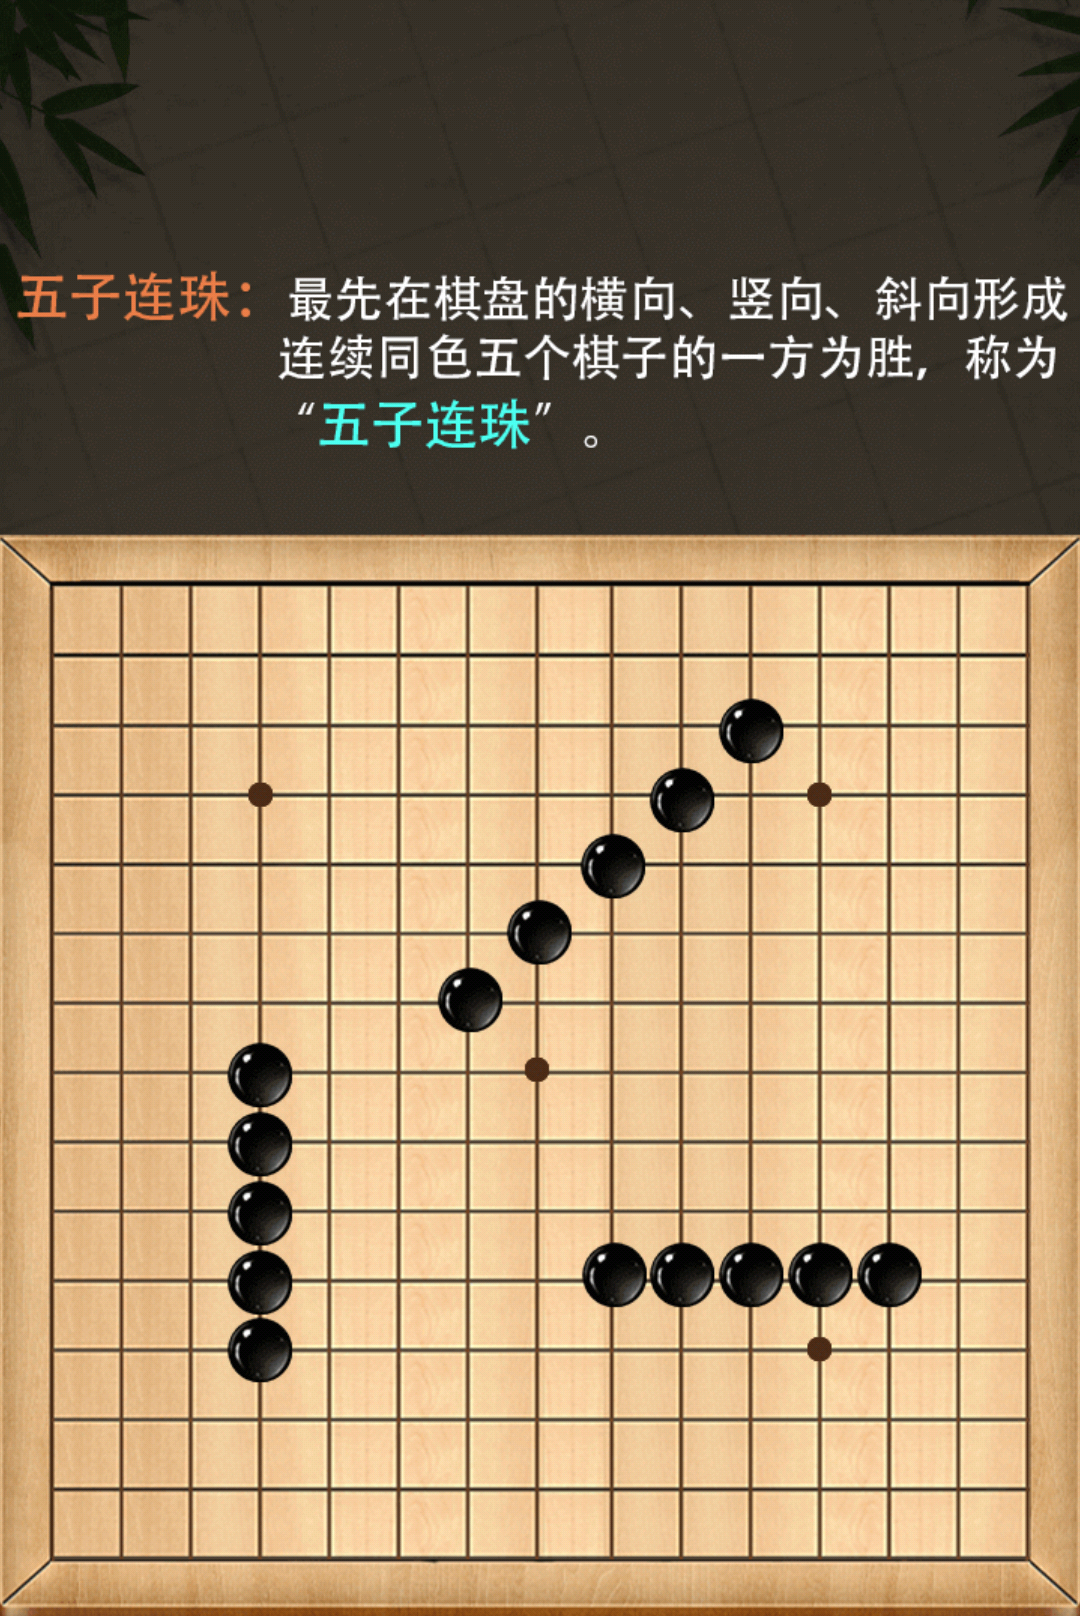 五子连珠：最先在棋盘的横向、竖向、斜向形成
连续同色五个棋子的一方为胜，称为
“五子连珠”。